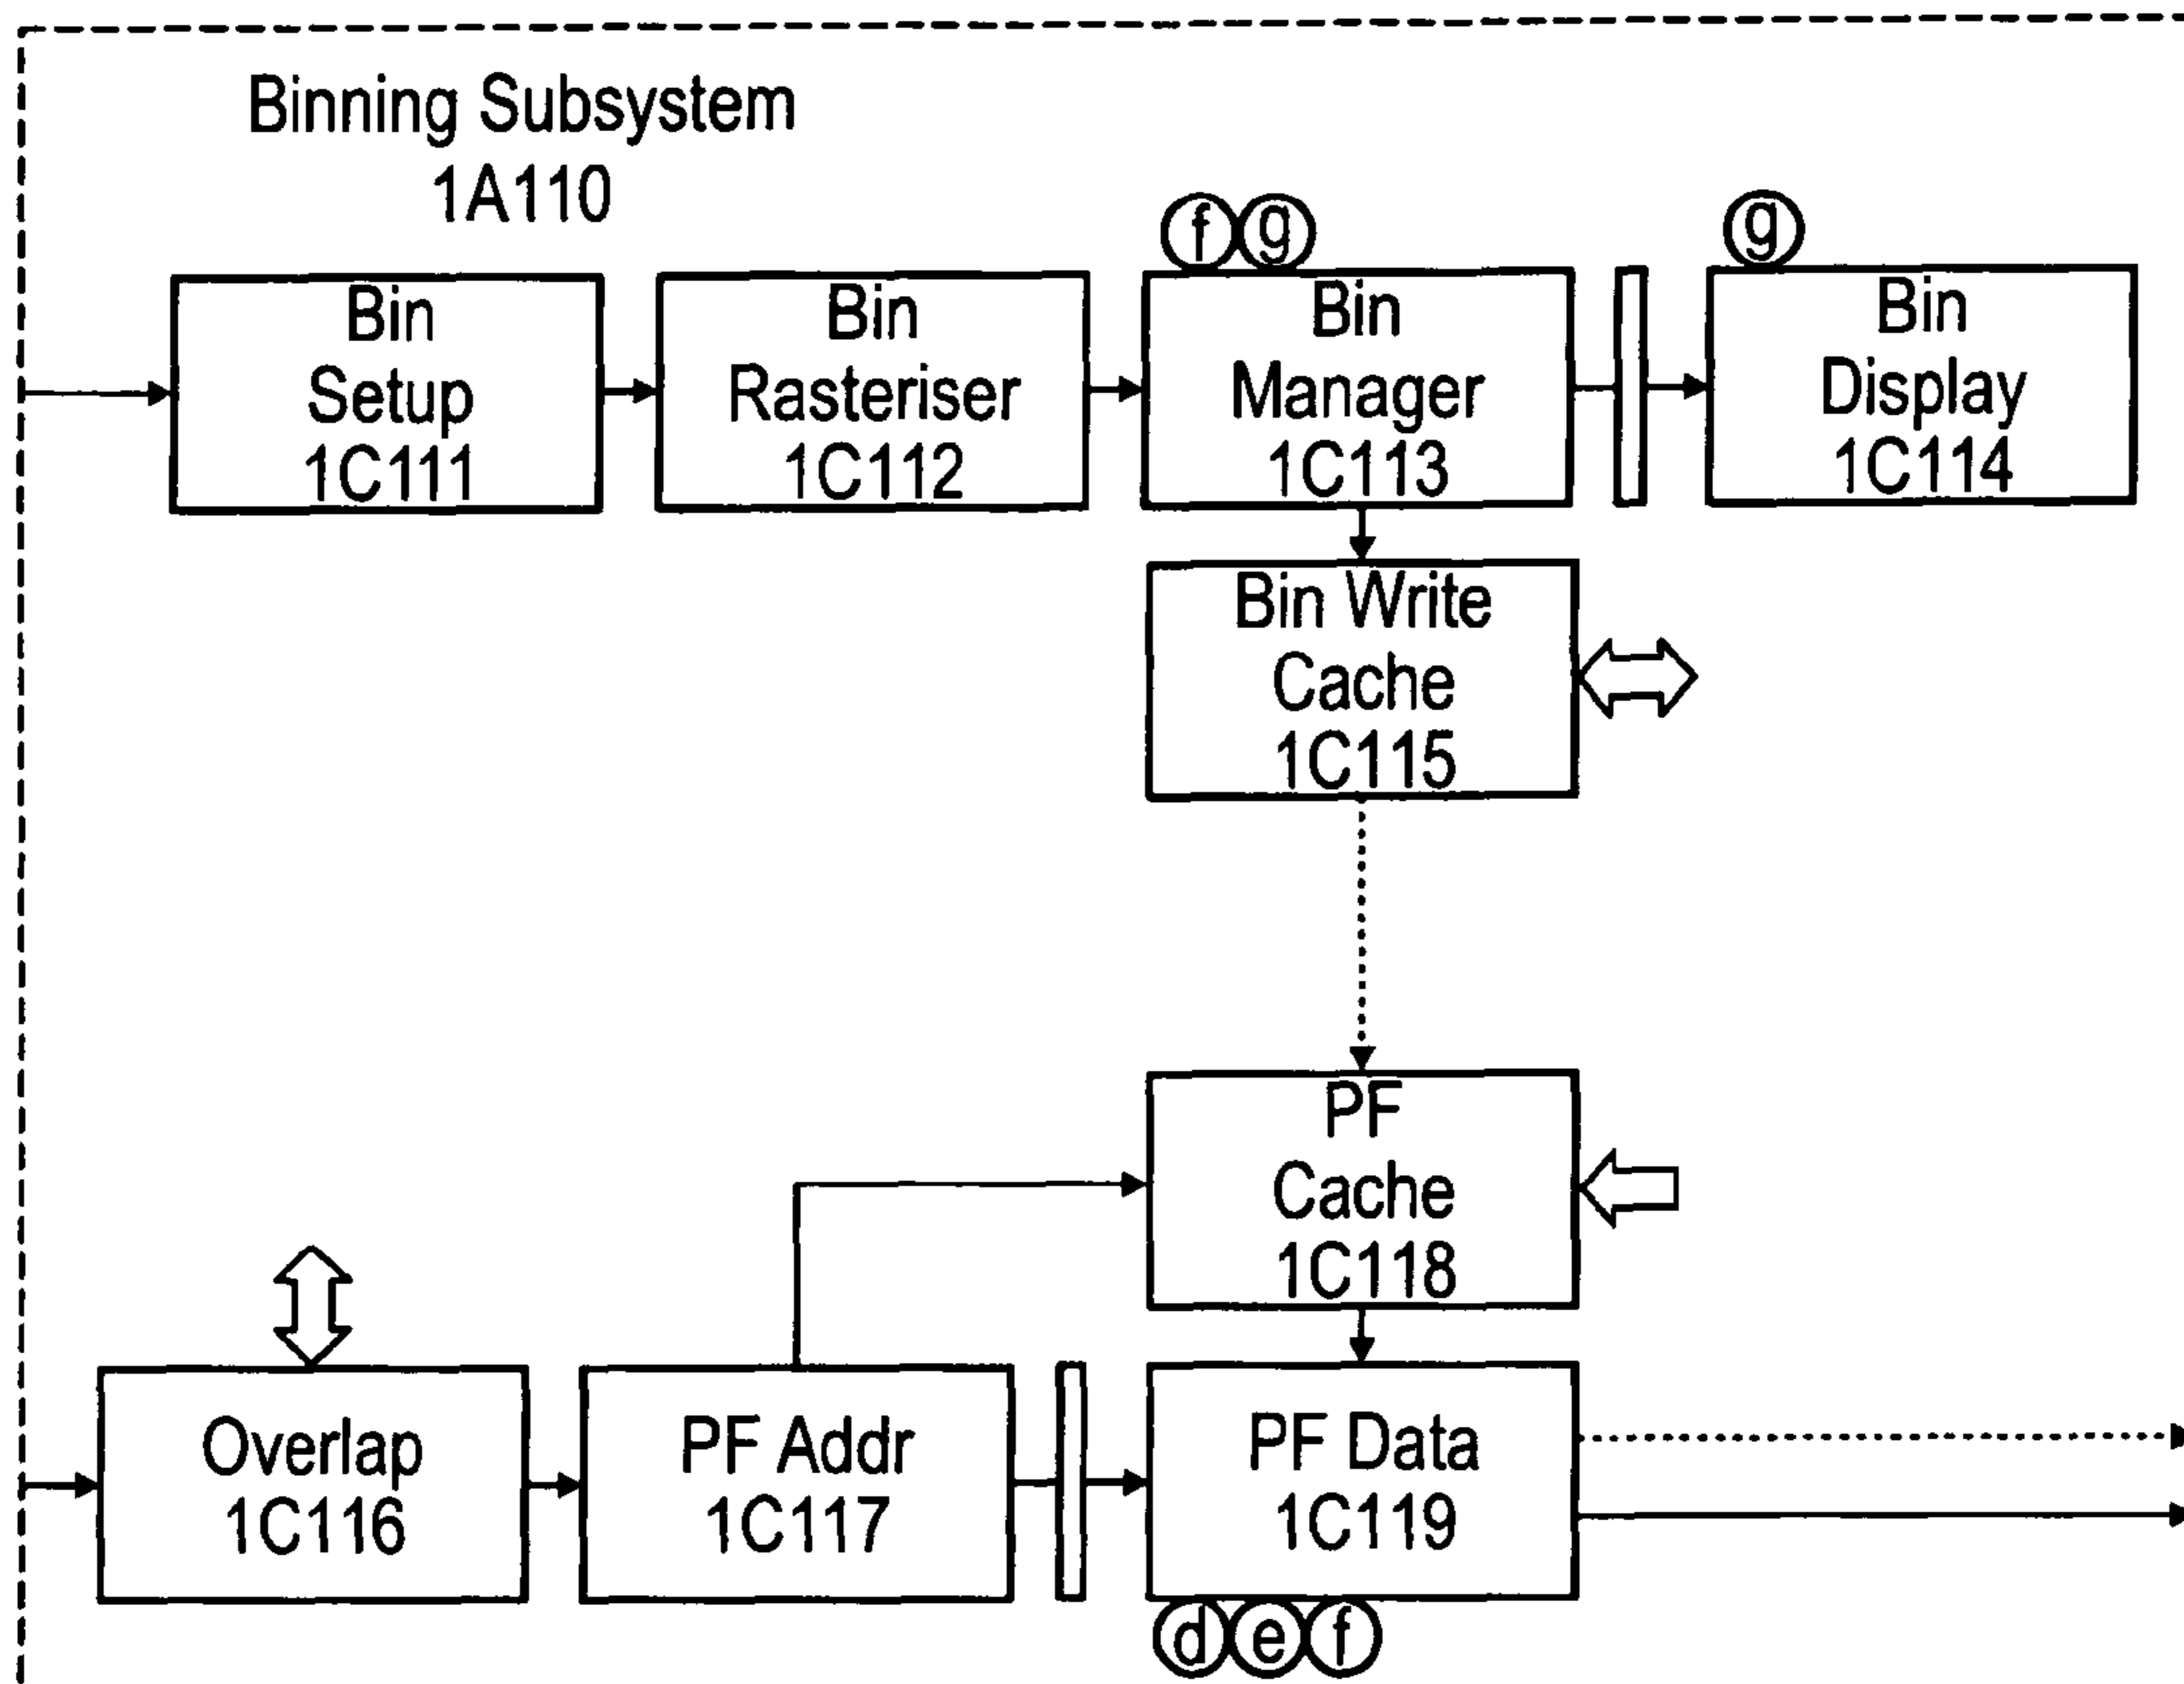 Binning Subsystem
1A110
f g
g
Bin
Setup
1C111
Bin
Rasteriser
1C112
Bin
Manager
1C113
Bin
Display
1C114
Bin Write
Cache
1C115
PF
Cache
1C118
Overlap
1C116
PF Addr
1C117
PF Data
1C119
d e f